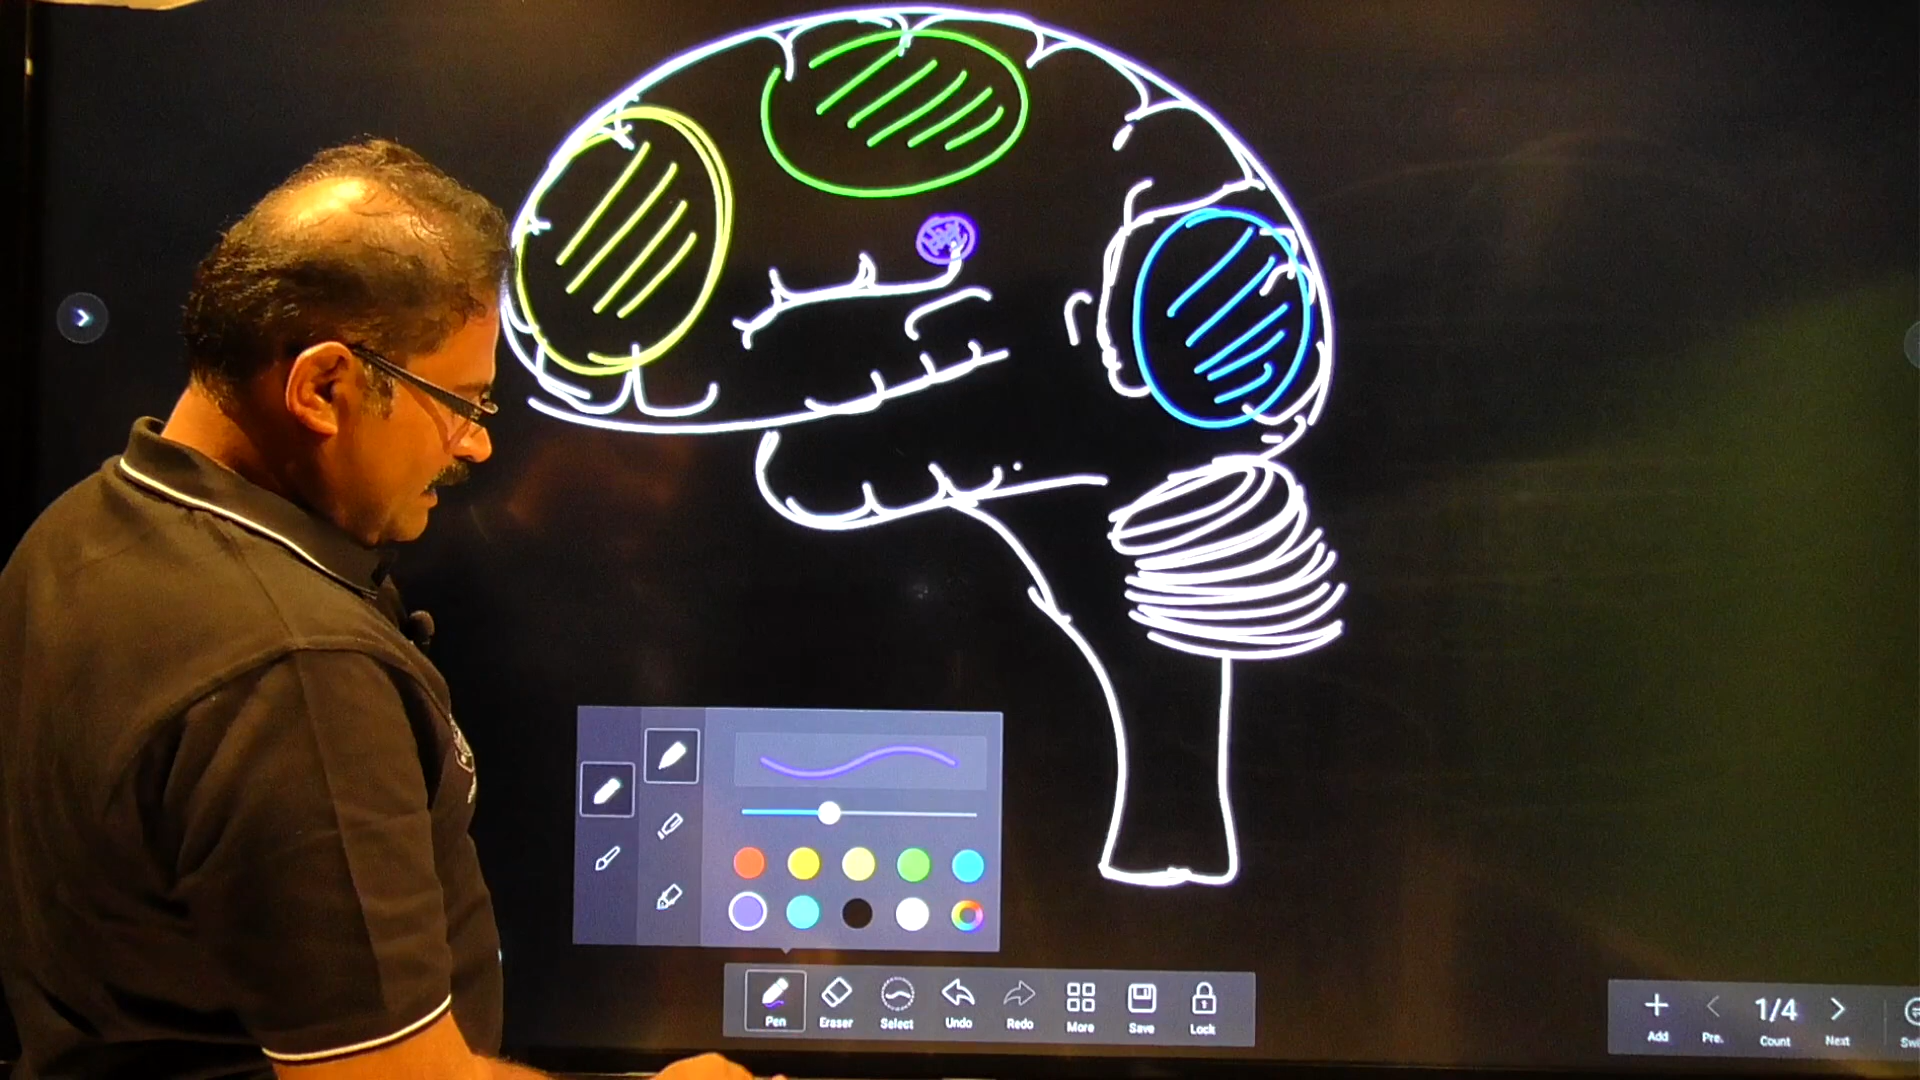 Pen Eraser Select Undo Redo More Save Lock
1/4
Add Pre. Count Next